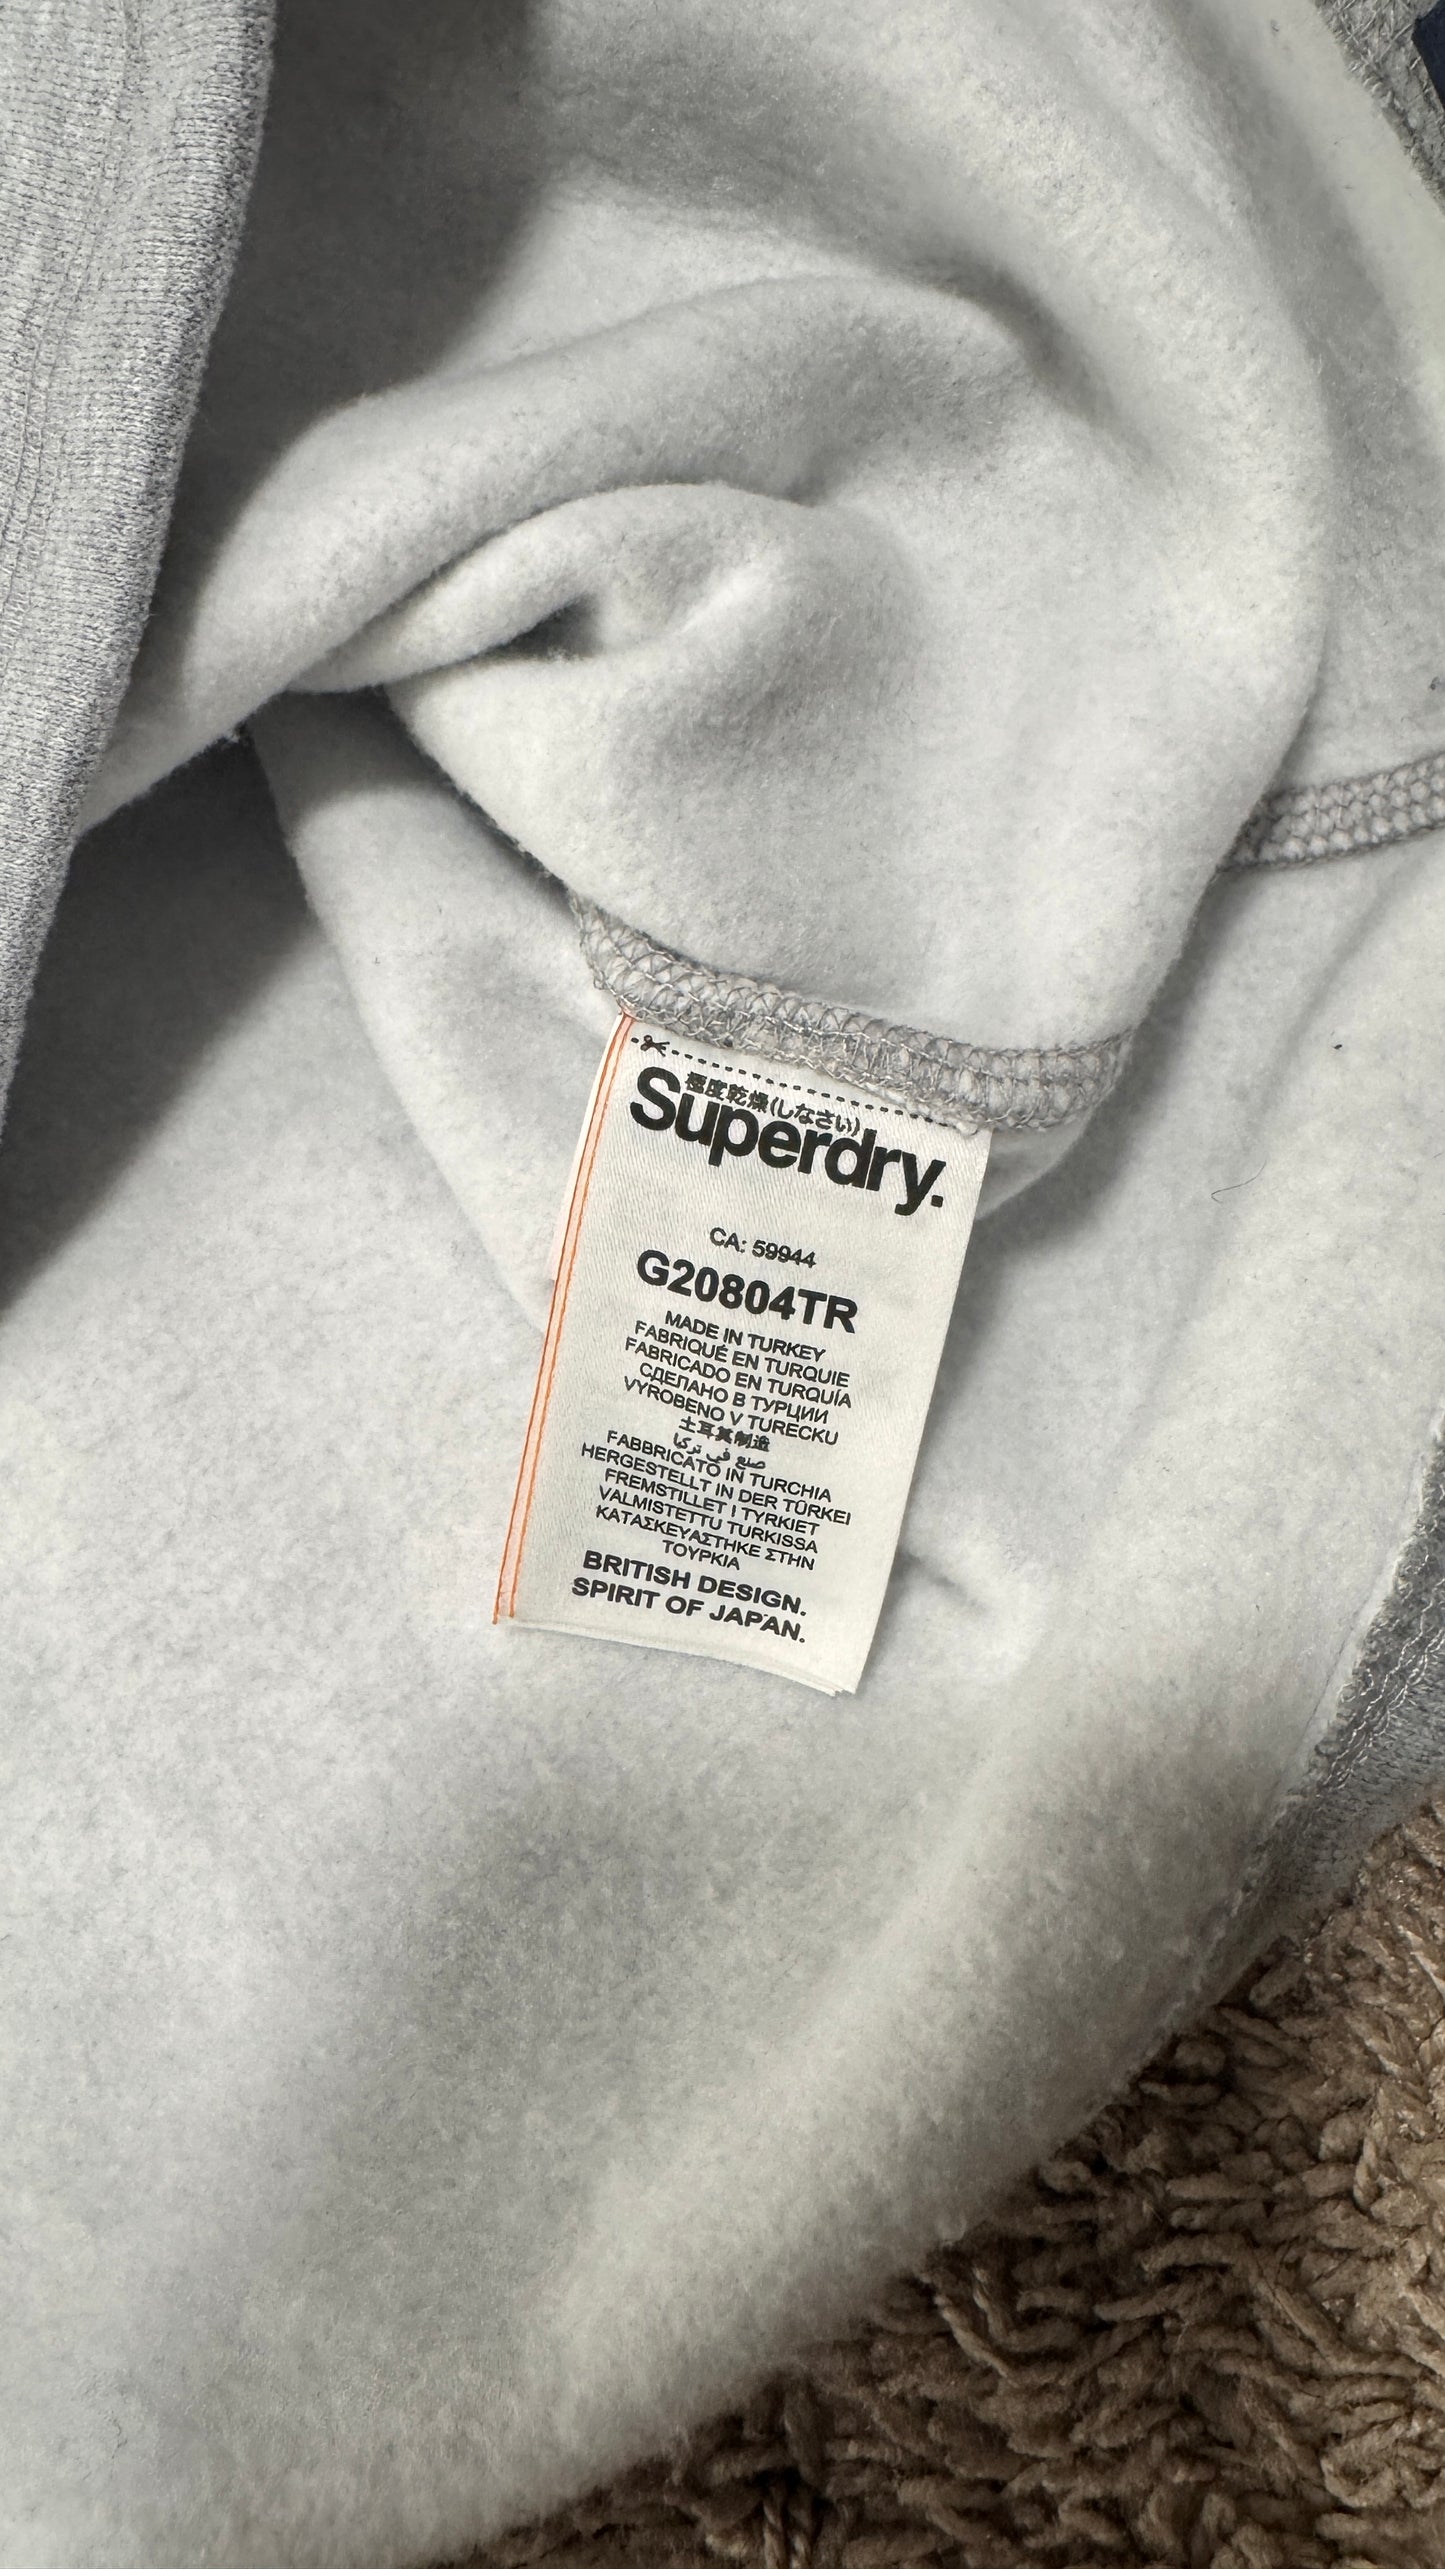 極度乾燥(しなさい)
Superdry.
CA: 59944
G20804TR
MADE IN TURKEY
FABRIQUÉ EN TURQUIE
FABRICADO EN TURQUÍA
СДЕЛАНО В ТУРЦИИ
VYROBENO V TURECKU
土耳其制造
صنع في تركيا
FABBRICATO IN TURCHIA
HERGESTELLT IN DER TÜRKEI
FREMSTILLET I TYRKIET
VALMISTETTU TURKISSA
ΚΑΤΑΣΚΕΥΑΣΤΗΚΕ ΣΤΗΝ
ΤΟΥΡΚΙΑ
BRITISH DESIGN.
SPIRIT OF JAPAN.